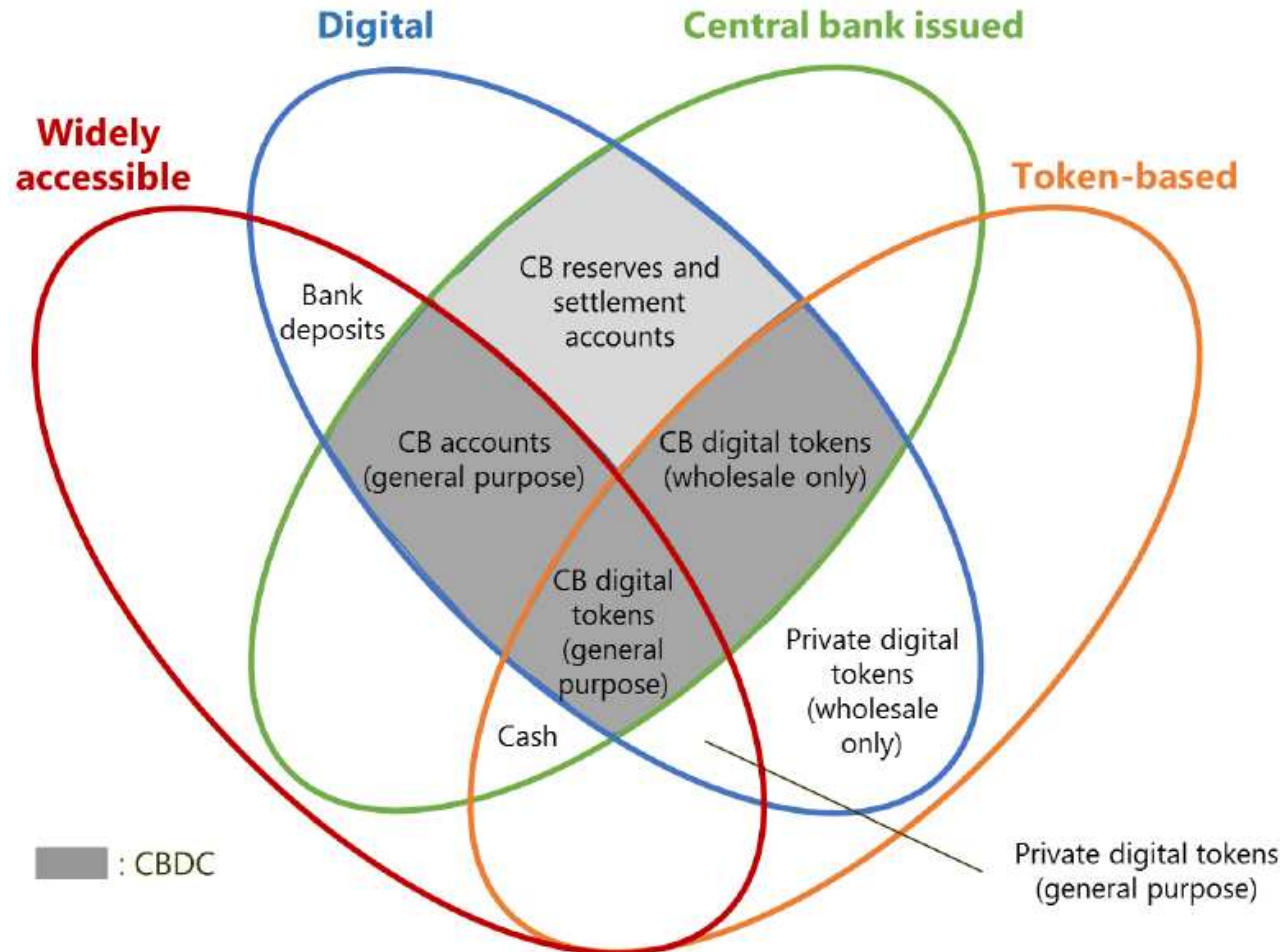 Digital
Central bank issued
Widely
accessible
Token-based
CB reserves and
settlement
accounts
Bank
deposits
CB accounts
(general purpose)
CB digital tokens
(wholesale only)
CB digital
tokens
(general
purpose)
Private digital
tokens
(wholesale
only)
Cash
: CBDC
Private digital tokens
(general purpose)